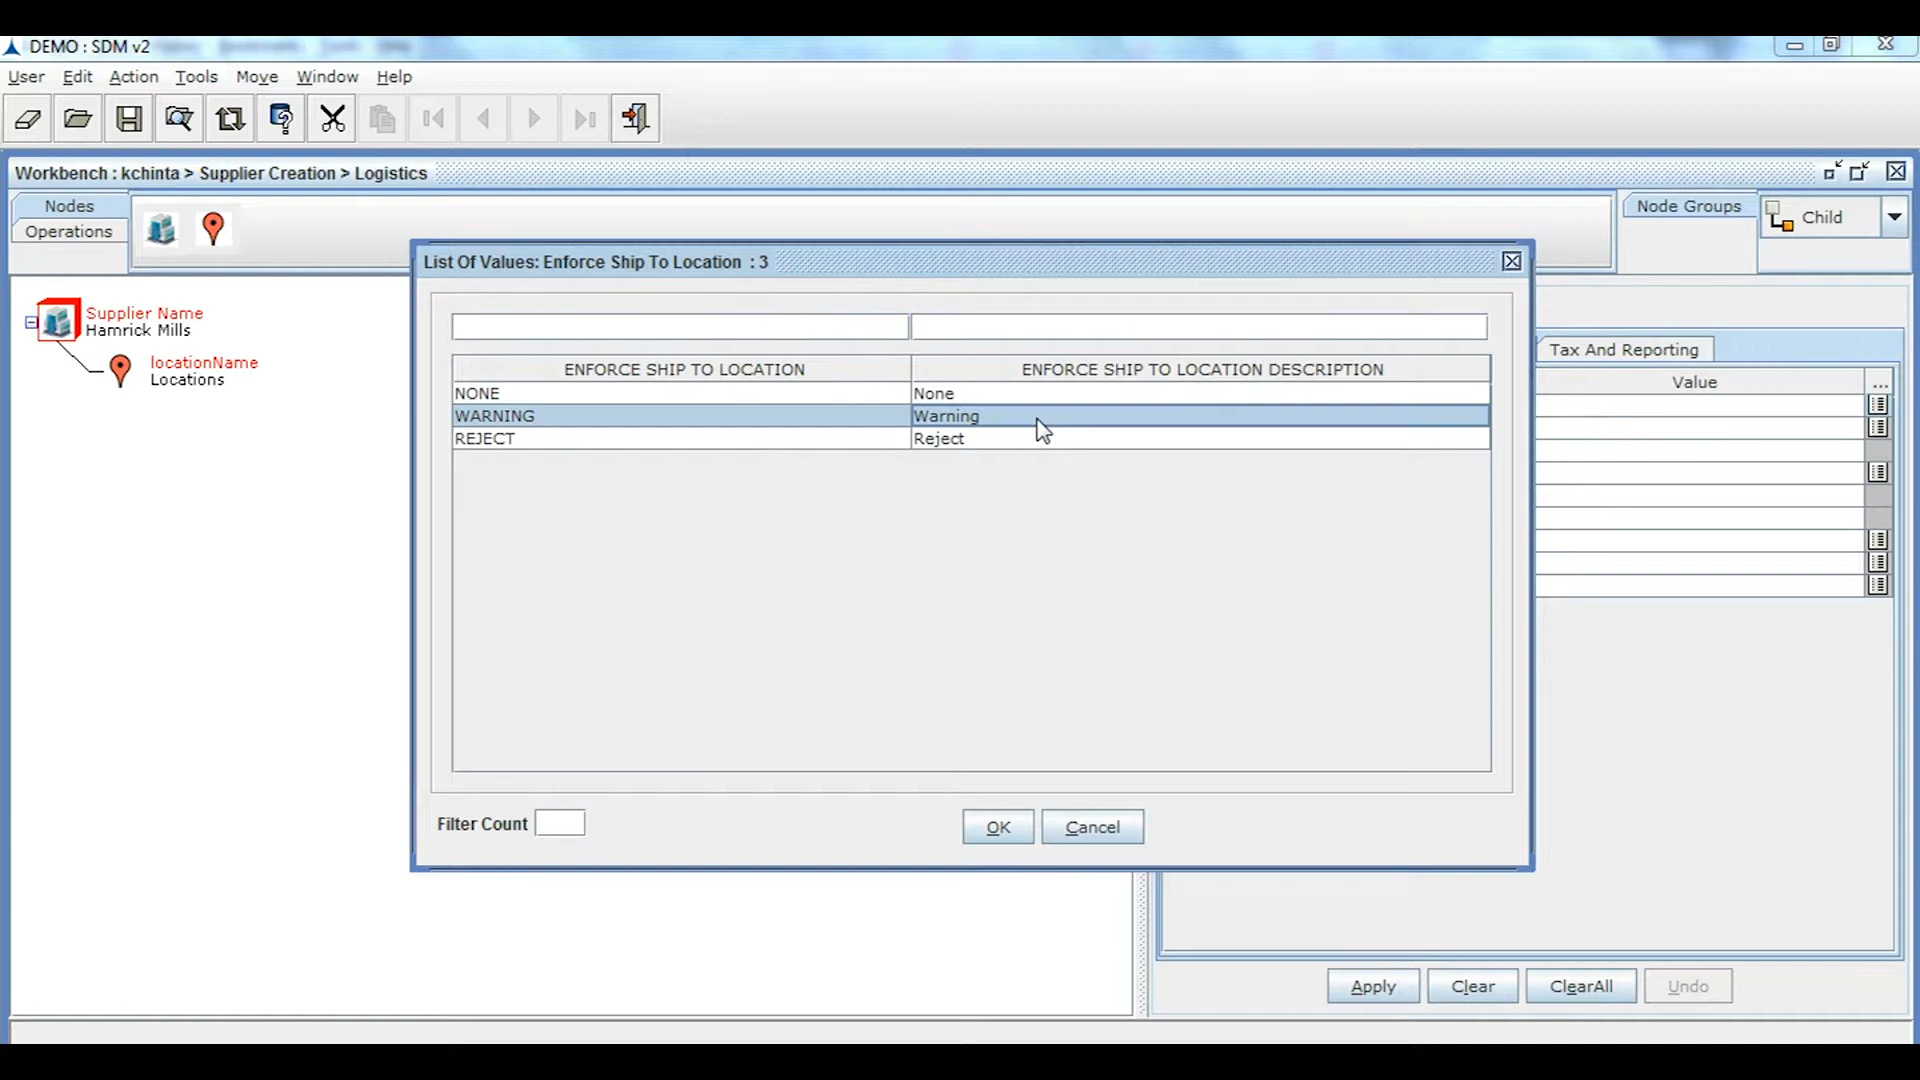 DEMO : SDM v2
User Edit Action Tools Move Window Help
Workbench : kchinta > Supplier Creation > Logistics
Nodes
Operations
Node Groups
Child
List Of Values: Enforce Ship To Location : 3
Supplier Name
Hamrick Mills
locationName
Locations
ENFORCE SHIP TO LOCATION ENFORCE SHIP TO LOCATION DESCRIPTION
NONE None
WARNING Warning
REJECT Reject
Tax And Reporting
Value ...
Filter Count
OK Cancel
Apply Clear ClearAll Undo